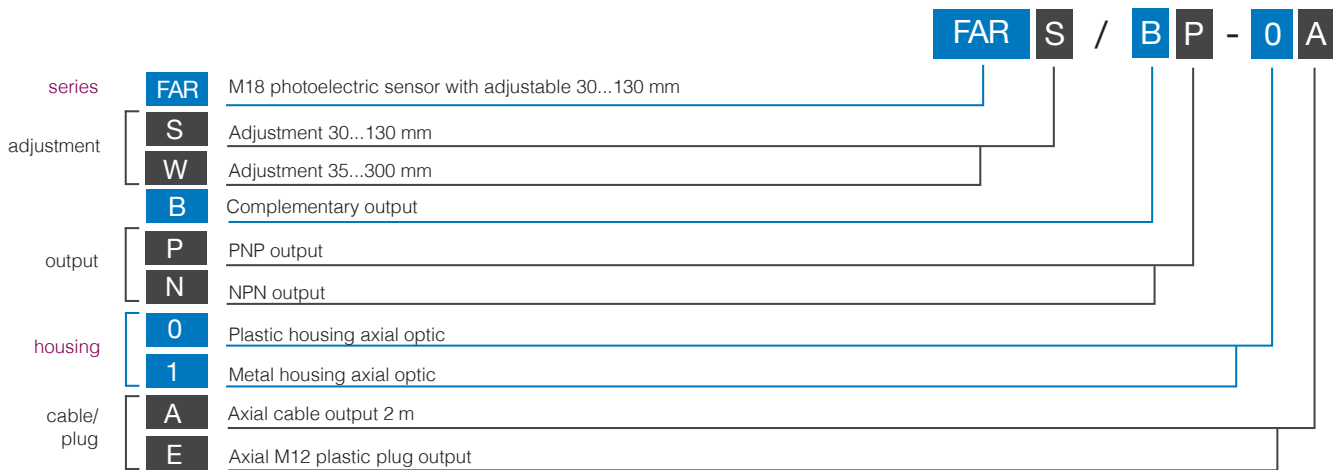 FAR S / B P - 0 A
series FAR M18 photoelectric sensor with adjustable 30...130 mm
adjustment
S Adjustment 30...130 mm
W Adjustment 35...300 mm
B Complementary output
output
P PNP output
N NPN output
housing
0 Plastic housing axial optic
1 Metal housing axial optic
cable/
plug
A Axial cable output 2 m
E Axial M12 plastic plug output